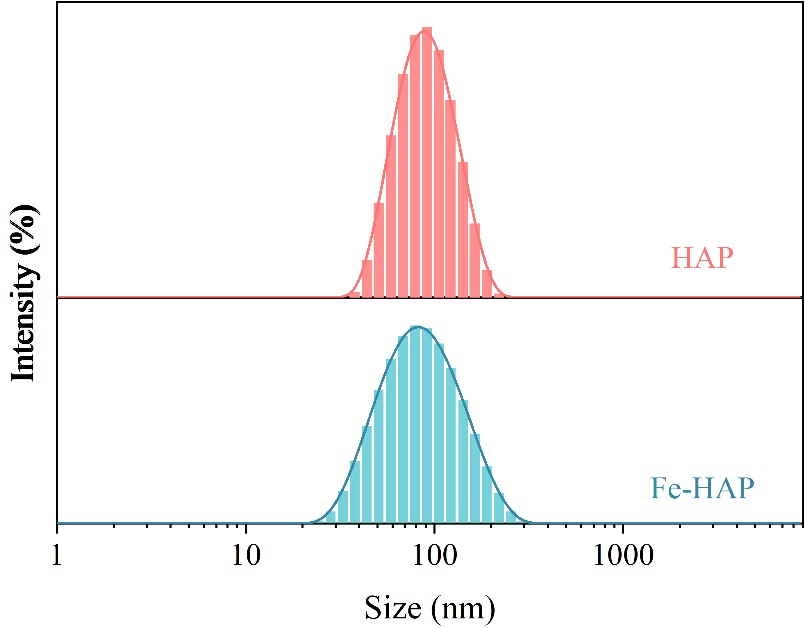 Intensity (%)
HAP
Fe-HAP
1 10 100 1000
Size (nm)